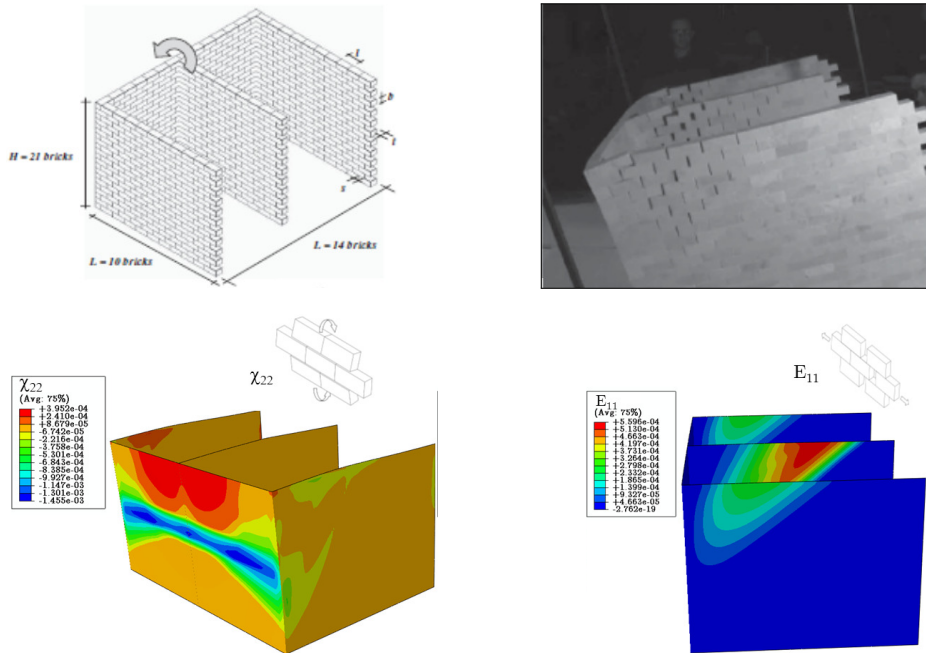 l
b
H = 21 bricks
t
s
L = 10 bricks
L = 14 bricks
χ22
(Avg: 75%)
+3.952e-04
+2.410e-04
+8.679e-05
-6.742e-05
-2.216e-04
-3.758e-04
-5.301e-04
-6.843e-04
-8.385e-04
-9.927e-04
-1.147e-03
-1.301e-03
-1.455e-03
χ22
E11
E11
(Avg: 75%)
+5.596e-04
+5.130e-04
+4.663e-04
+4.197e-04
+3.731e-04
+3.264e-04
+2.798e-04
+2.332e-04
+1.865e-04
+1.399e-04
+9.327e-05
+4.663e-05
-2.762e-19